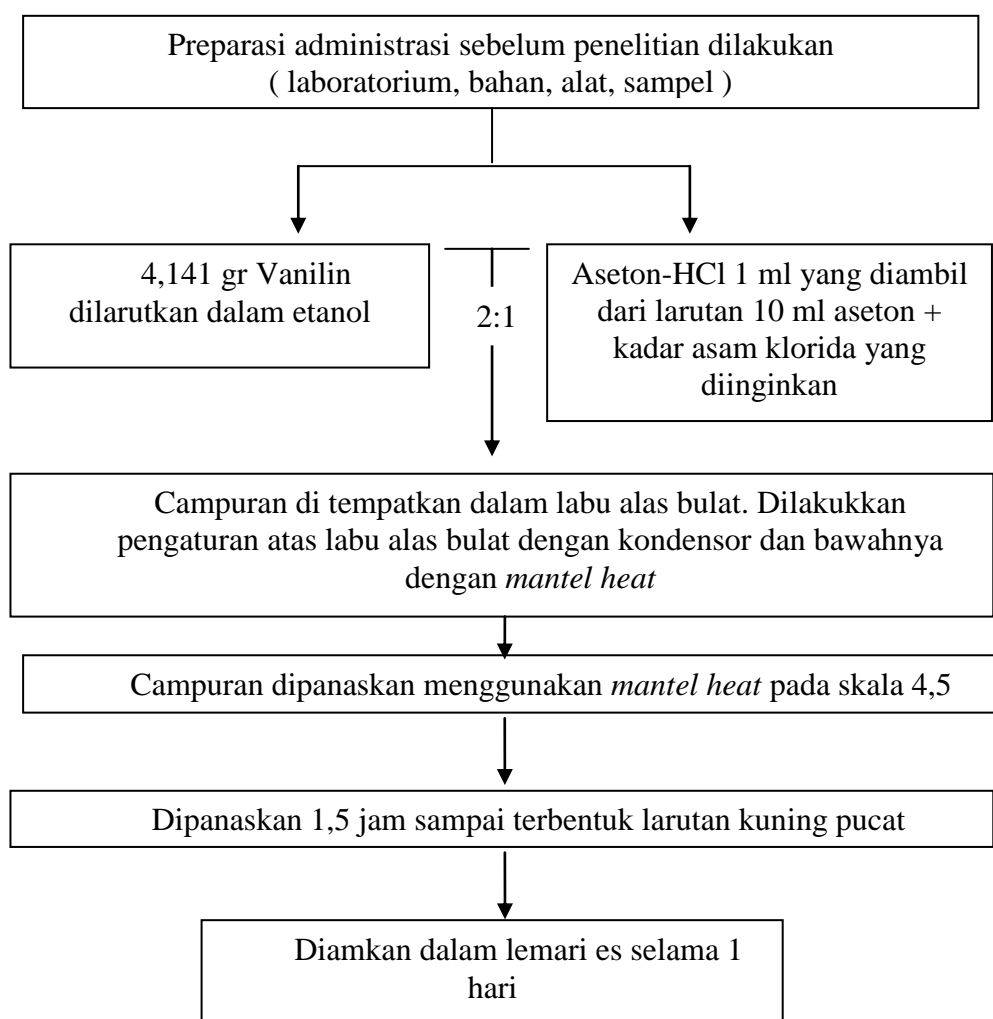 Preparasi administrasi sebelum penelitian dilakukan
( laboratorium, bahan, alat, sampel )
4,141 gr Vanilin
dilarutkan dalam etanol
2:1
Aseton-HCl 1 ml yang diambil
dari larutan 10 ml aseton +
kadar asam klorida yang
diinginkan
Campuran di tempatkan dalam labu alas bulat. Dilakukkan
pengaturan atas labu alas bulat dengan kondensor dan bawahnya
dengan mantel heat
Campuran dipanaskan menggunakan mantel heat pada skala 4,5
Dipanaskan 1,5 jam sampai terbentuk larutan kuning pucat
Diamkan dalam lemari es selama 1
hari